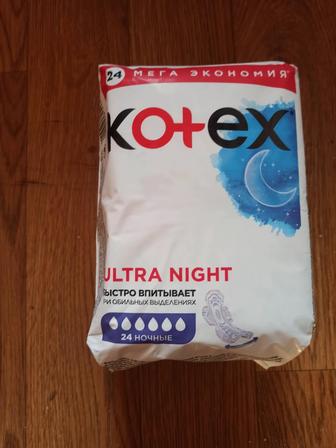 24 МЕГА ЭКОНОМИЯ*
Kotex
ULTRA NIGHT
БЫСТРО ВПИТЫВАЕТ
ПРИ ОБИЛЬНЫХ ВЫДЕЛЕНИЯХ
24 НОЧНЫЕ